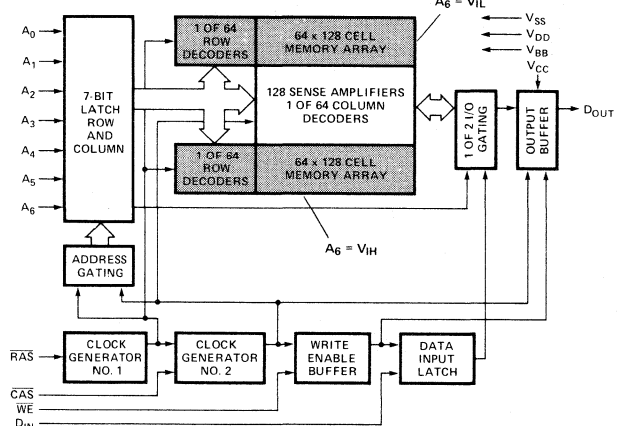 A6 = VIL
A0
A1
A2
A3
A4
A5
A6
7-BIT
LATCH
ROW
AND
COLUMN
1 OF 64
ROW
DECODERS
64 x 128 CELL
MEMORY ARRAY
128 SENSE AMPLIFIERS
1 OF 64 COLUMN
DECODERS
1 OF 64
ROW
DECODERS
64 x 128 CELL
MEMORY ARRAY
A6 = VIH
VSS
VDD
VBB
VCC
1 OF 2 I/O
GATING
OUTPUT
BUFFER
DOUT
ADDRESS
GATING
RAS
CLOCK
GENERATOR
NO. 1
CLOCK
GENERATOR
NO. 2
WRITE
ENABLE
BUFFER
DATA
INPUT
LATCH
CAS
WE
DIN